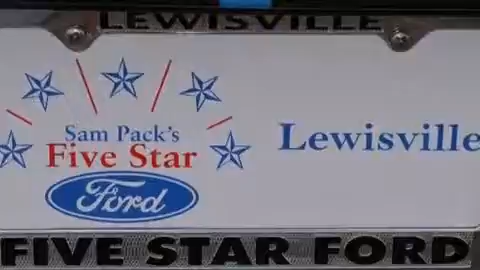 LEWISVILLE
Sam Pack's
Five Star
Ford
Lewisville
FIVE STAR FORD